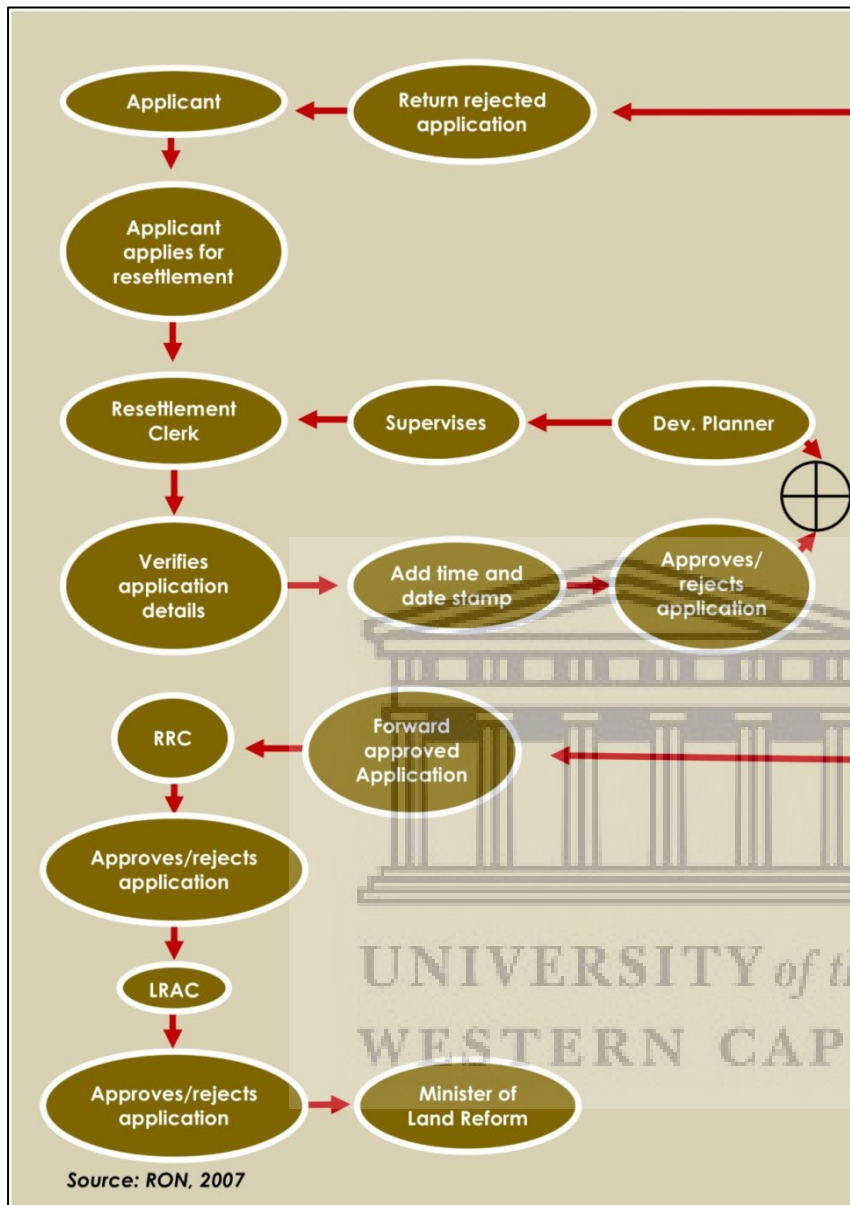 Applicant
Return rejected
application
Applicant
applies for
resettlement
Resettlement
Clerk
Supervises
Dev. Planner
Verifies
application
details
Add time and
date stamp
Approves/
rejects
application
RRC
Forward
approved
Application
Approves/rejects
application
LRAC
Approves/rejects
application
Minister of
Land Reform
UNIVERSITY of th
WESTERN CAP
Source: RON, 2007